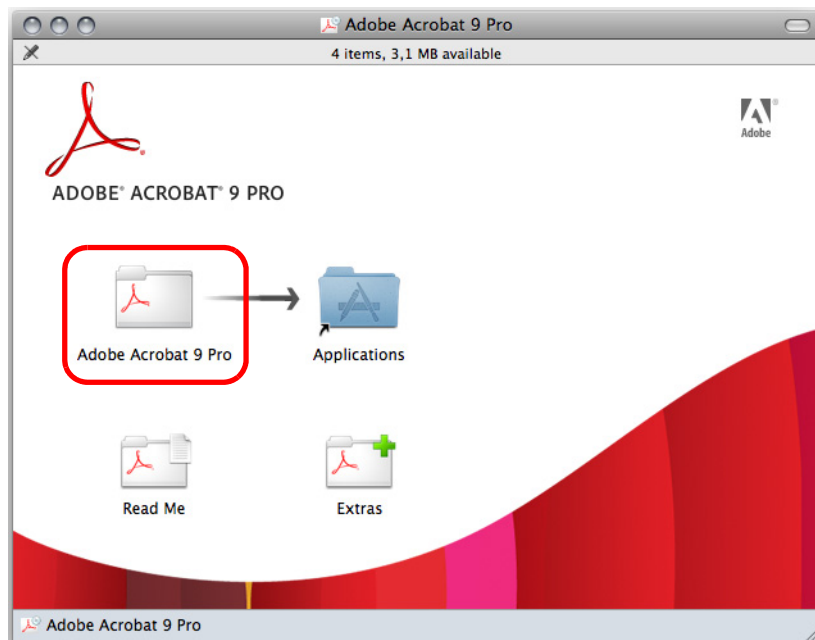 Adobe Acrobat 9 Pro
4 items, 3,1 MB available
Adobe
ADOBE® ACROBAT® 9 PRO
Adobe Acrobat 9 Pro
Applications
Read Me
Extras
Adobe Acrobat 9 Pro